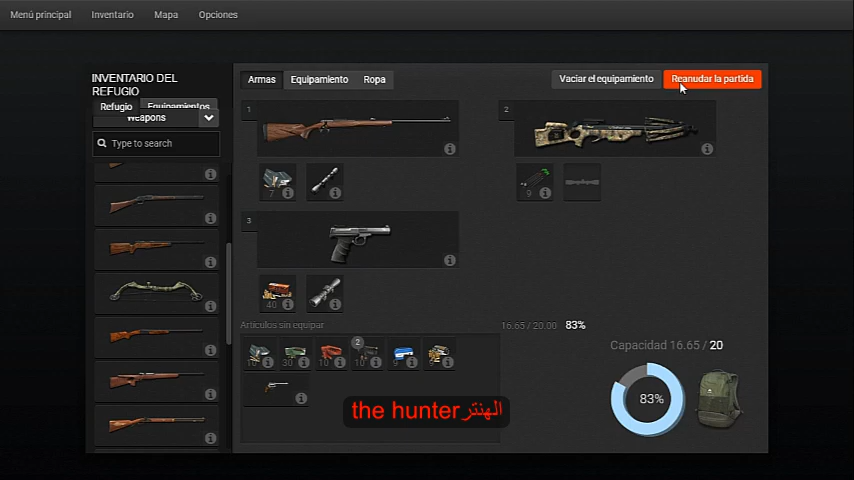 Menú principal Inventario Mapa Opciones
INVENTARIO DEL
REFUGIO
Refugio Equipamientos
Weapons
Type to search
Armas Equipamiento Ropa Vaciar el equipamiento Reanudar la partida
1 2
7 9
3
40
Artículos sin equipar 16.65 / 20.00 83%
Capacidad 16.65 / 20
2
10 30 10 10 9 9
83%
the hunterالهنتر